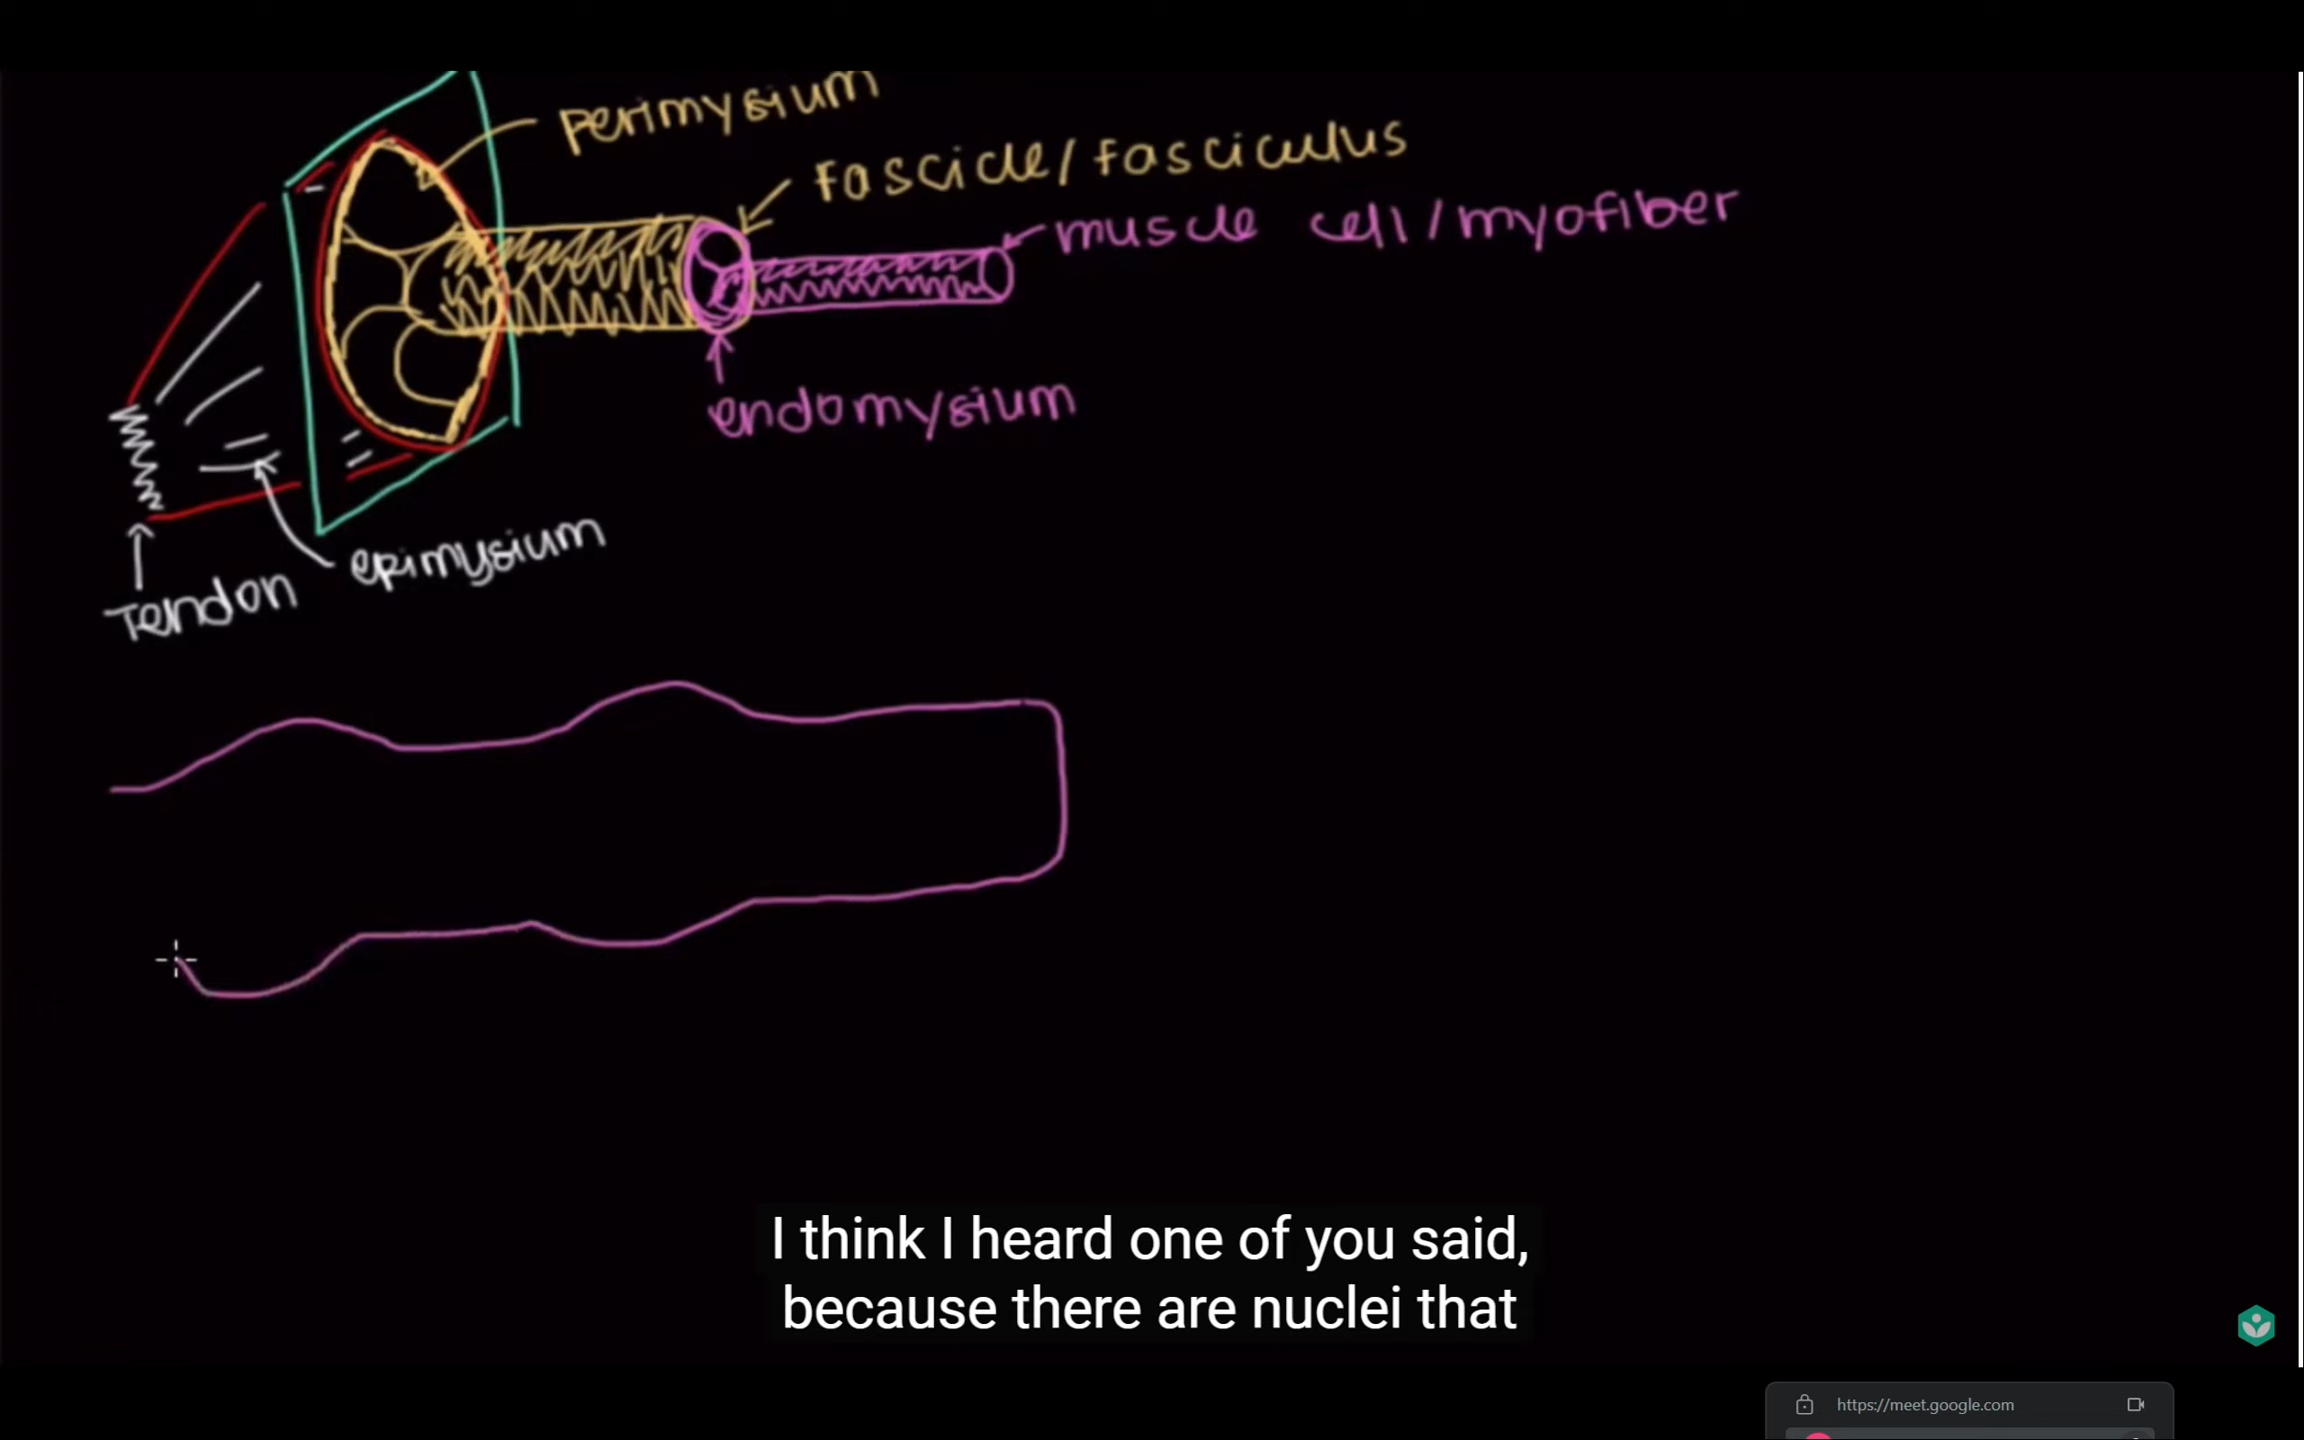 perimysium
fascicle/fasciculus
muscle cell/myofiber
endomysium
epimysium
Tendon
I think I heard one of you said,
because there are nuclei that
https://meet.google.com